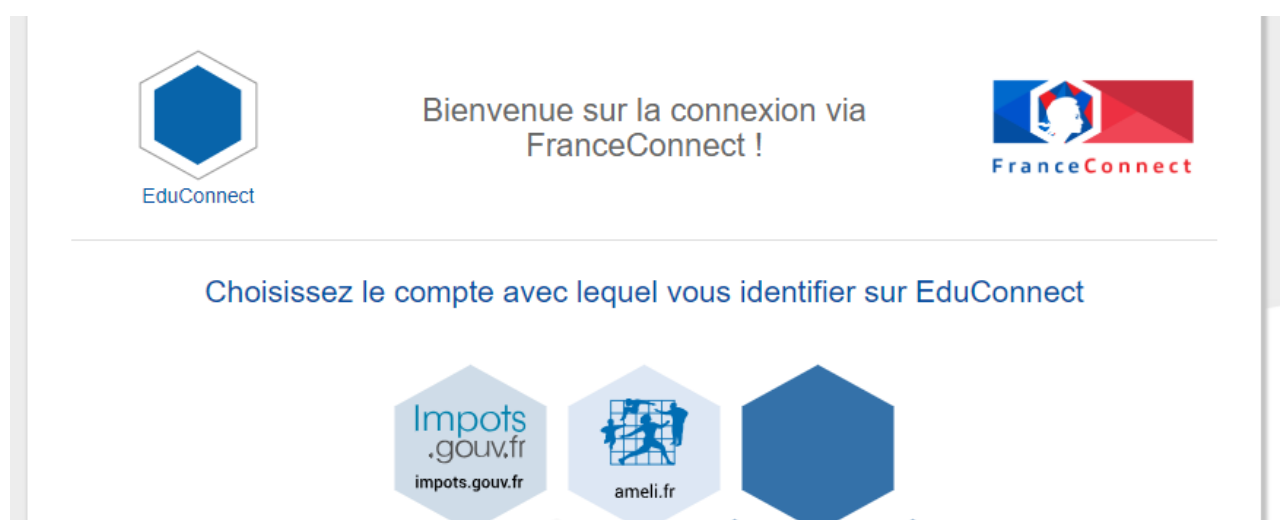 Bienvenue sur la connexion via
FranceConnect !
EduConnect
FranceConnect
Choisissez le compte avec lequel vous identifier sur EduConnect
Impots
.gouv.fr
impots.gouv.fr
ameli.fr